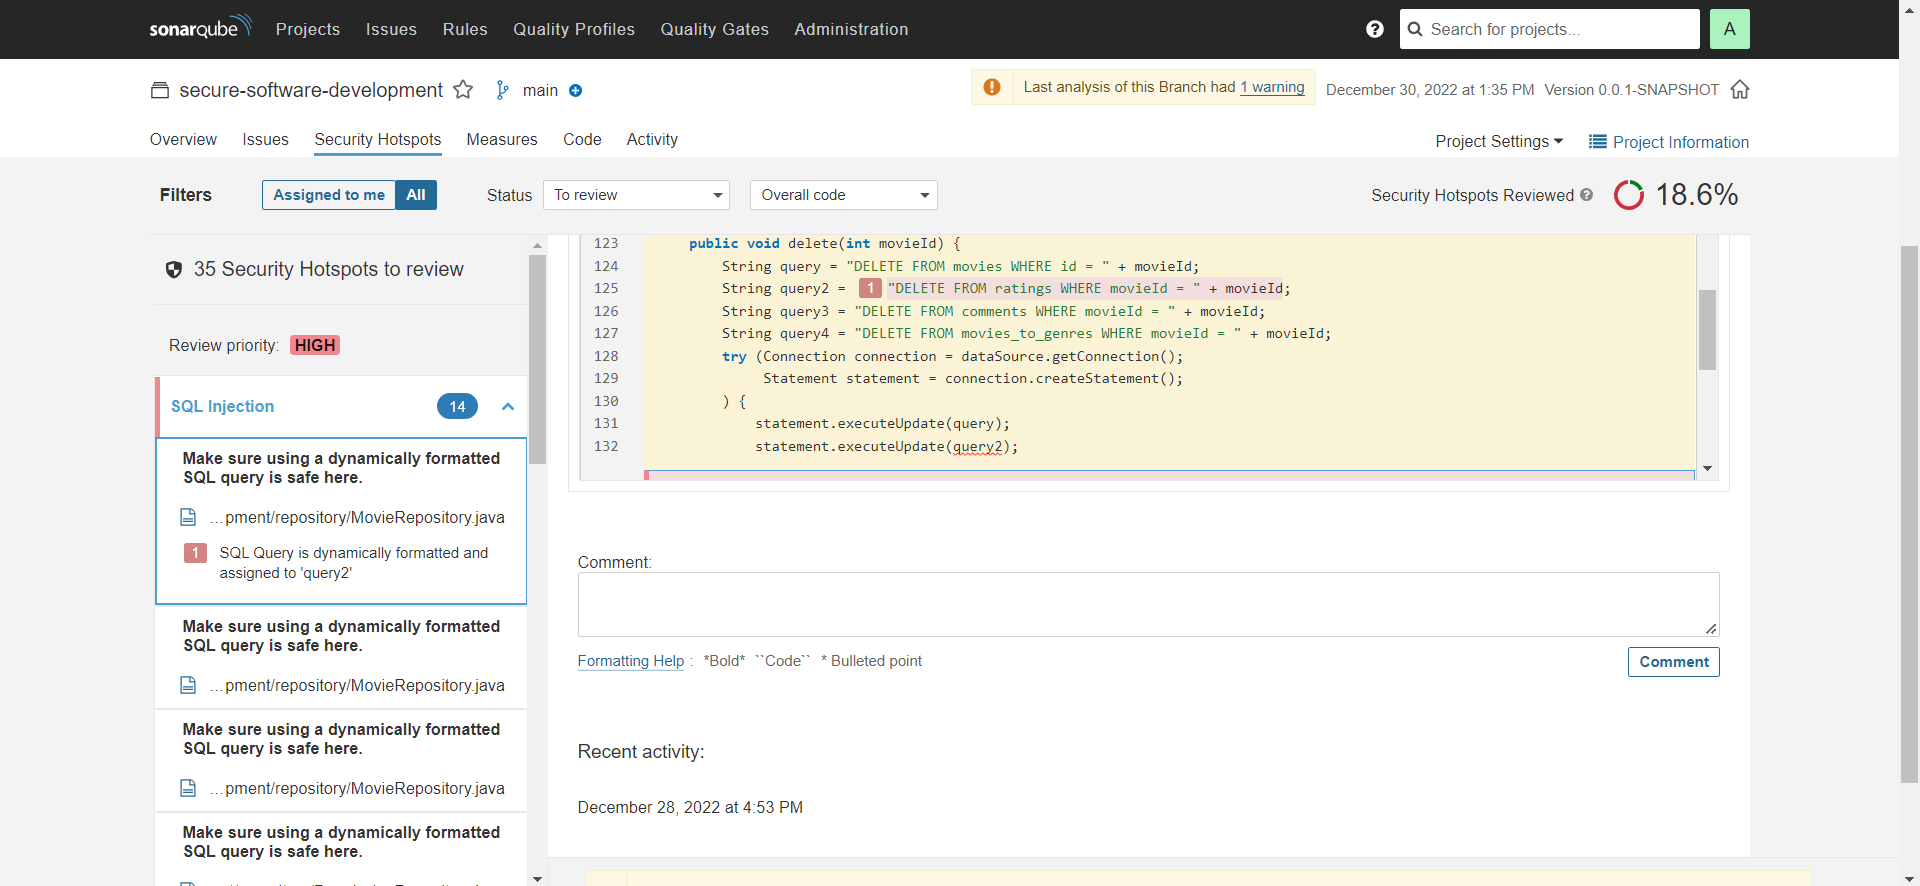 sonarqube Projects Issues Rules Quality Profiles Quality Gates Administration ? Search for projects... A
secure-software-development main Last analysis of this Branch had 1 warning December 30, 2022 at 1:35 PM Version 0.0.1-SNAPSHOT
Overview Issues Security Hotspots Measures Code Activity Project Settings Project Information
Filters Assigned to me All Status To review Overall code Security Hotspots Reviewed ? 18.6%
35 Security Hotspots to review
Review priority: HIGH
SQL Injection 14
Make sure using a dynamically formatted
SQL query is safe here.
...pment/repository/MovieRepository.java
1 SQL Query is dynamically formatted and
assigned to 'query2'
Make sure using a dynamically formatted
SQL query is safe here.
...pment/repository/MovieRepository.java
Make sure using a dynamically formatted
SQL query is safe here.
...pment/repository/MovieRepository.java
Make sure using a dynamically formatted
SQL query is safe here.
123 public void delete(int movieId) {
124 String query = "DELETE FROM movies WHERE id = " + movieId;
125 String query2 = 1 "DELETE FROM ratings WHERE movieId = " + movieId;
126 String query3 = "DELETE FROM comments WHERE movieId = " + movieId;
127 String query4 = "DELETE FROM movies_to_genres WHERE movieId = " + movieId;
128 try (Connection connection = dataSource.getConnection();
129 Statement statement = connection.createStatement();
130 ) {
131 statement.executeUpdate(query);
132 statement.executeUpdate(query2);
Comment:
Formatting Help : *Bold* ``Code`` * Bulleted point
Comment
Recent activity:
December 28, 2022 at 4:53 PM